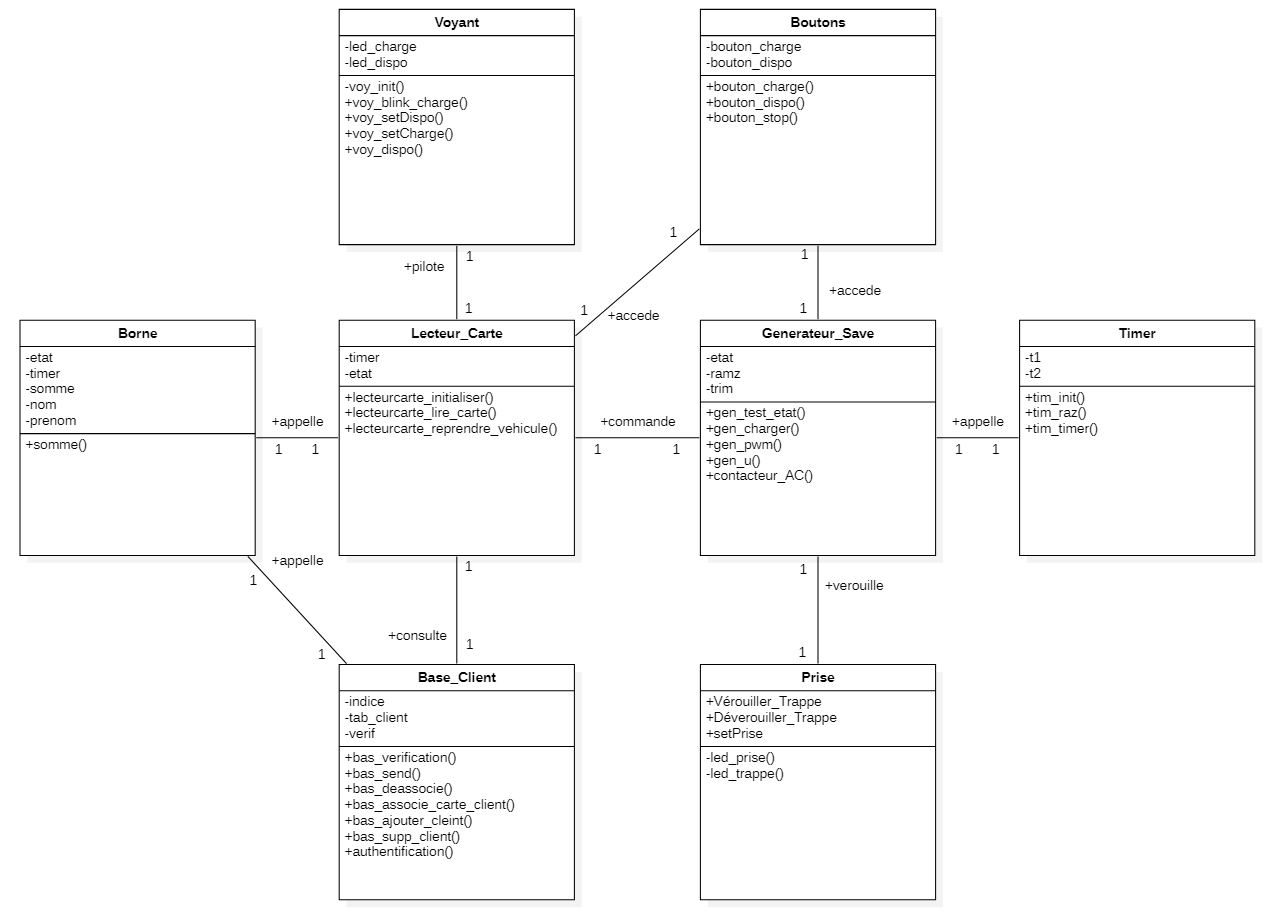 Voyant
-led_charge
-led_dispo
-voy_init()
+voy_blink_charge()
+voy_setDispo()
+voy_setCharge()
+voy_dispo()
Boutons
-bouton_charge
-bouton_dispo
+bouton_charge()
+bouton_dispo()
+bouton_stop()
+pilote
1
1
1
1
+accede
1
+accede
1
Borne
-etat
-timer
-somme
-nom
-prenom
+somme()
+appelle
1
1
Lecteur_Carte
-timer
-etat
+lecteurcarte_initialiser()
+lecteurcarte_lire_carte()
+lecteurcarte_reprendre_vehicule()
+commande
1
1
Generateur_Save
-etat
-ramz
-trim
+gen_test_etat()
+gen_charger()
+gen_pwm()
+gen_u()
+contacteur_AC()
+appelle
1
1
Timer
-t1
-t2
+tim_init()
+tim_raz()
+tim_timer()
+appelle
1
1
1
+consulte
1
1
+verouille
1
Base_Client
-indice
-tab_client
-verif
+bas_verification()
+bas_send()
+bas_deassocie()
+bas_associe_carte_client()
+bas_ajouter_cleint()
+bas_supp_client()
+authentification()
Prise
+Vérouiller_Trappe
+Déverouiller_Trappe
+setPrise
-led_prise()
-led_trappe()